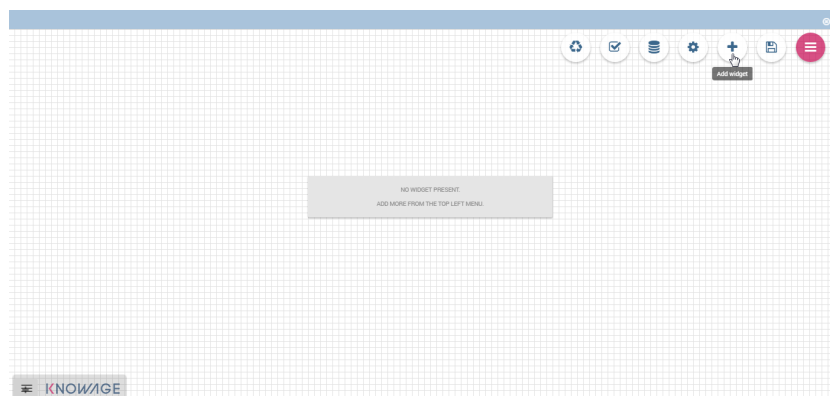 Add widget
NO WIDGET PRESENT.
ADD MORE FROM THE TOP LEFT MENU.
KNOWAGE